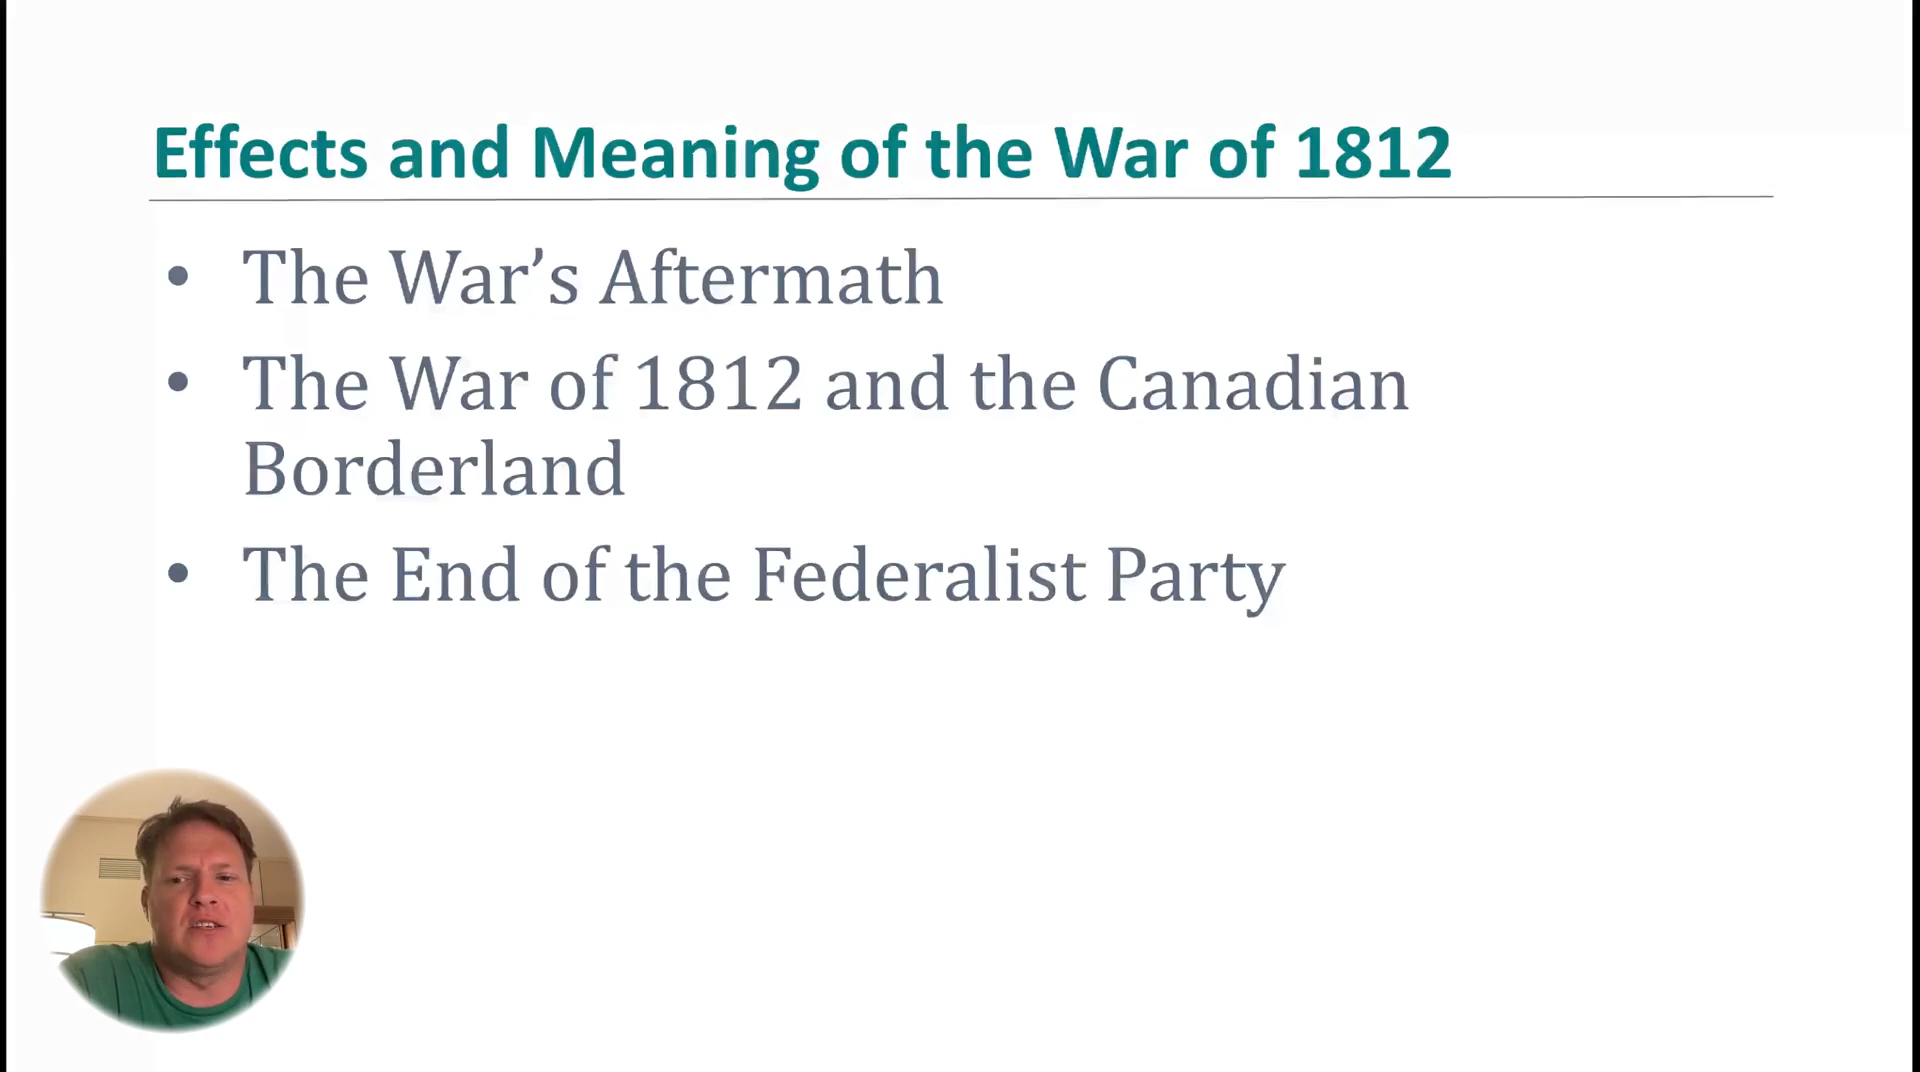 Effects and Meaning of the War of 1812
• The War’s Aftermath
• The War of 1812 and the Canadian
Borderland
• The End of the Federalist Party